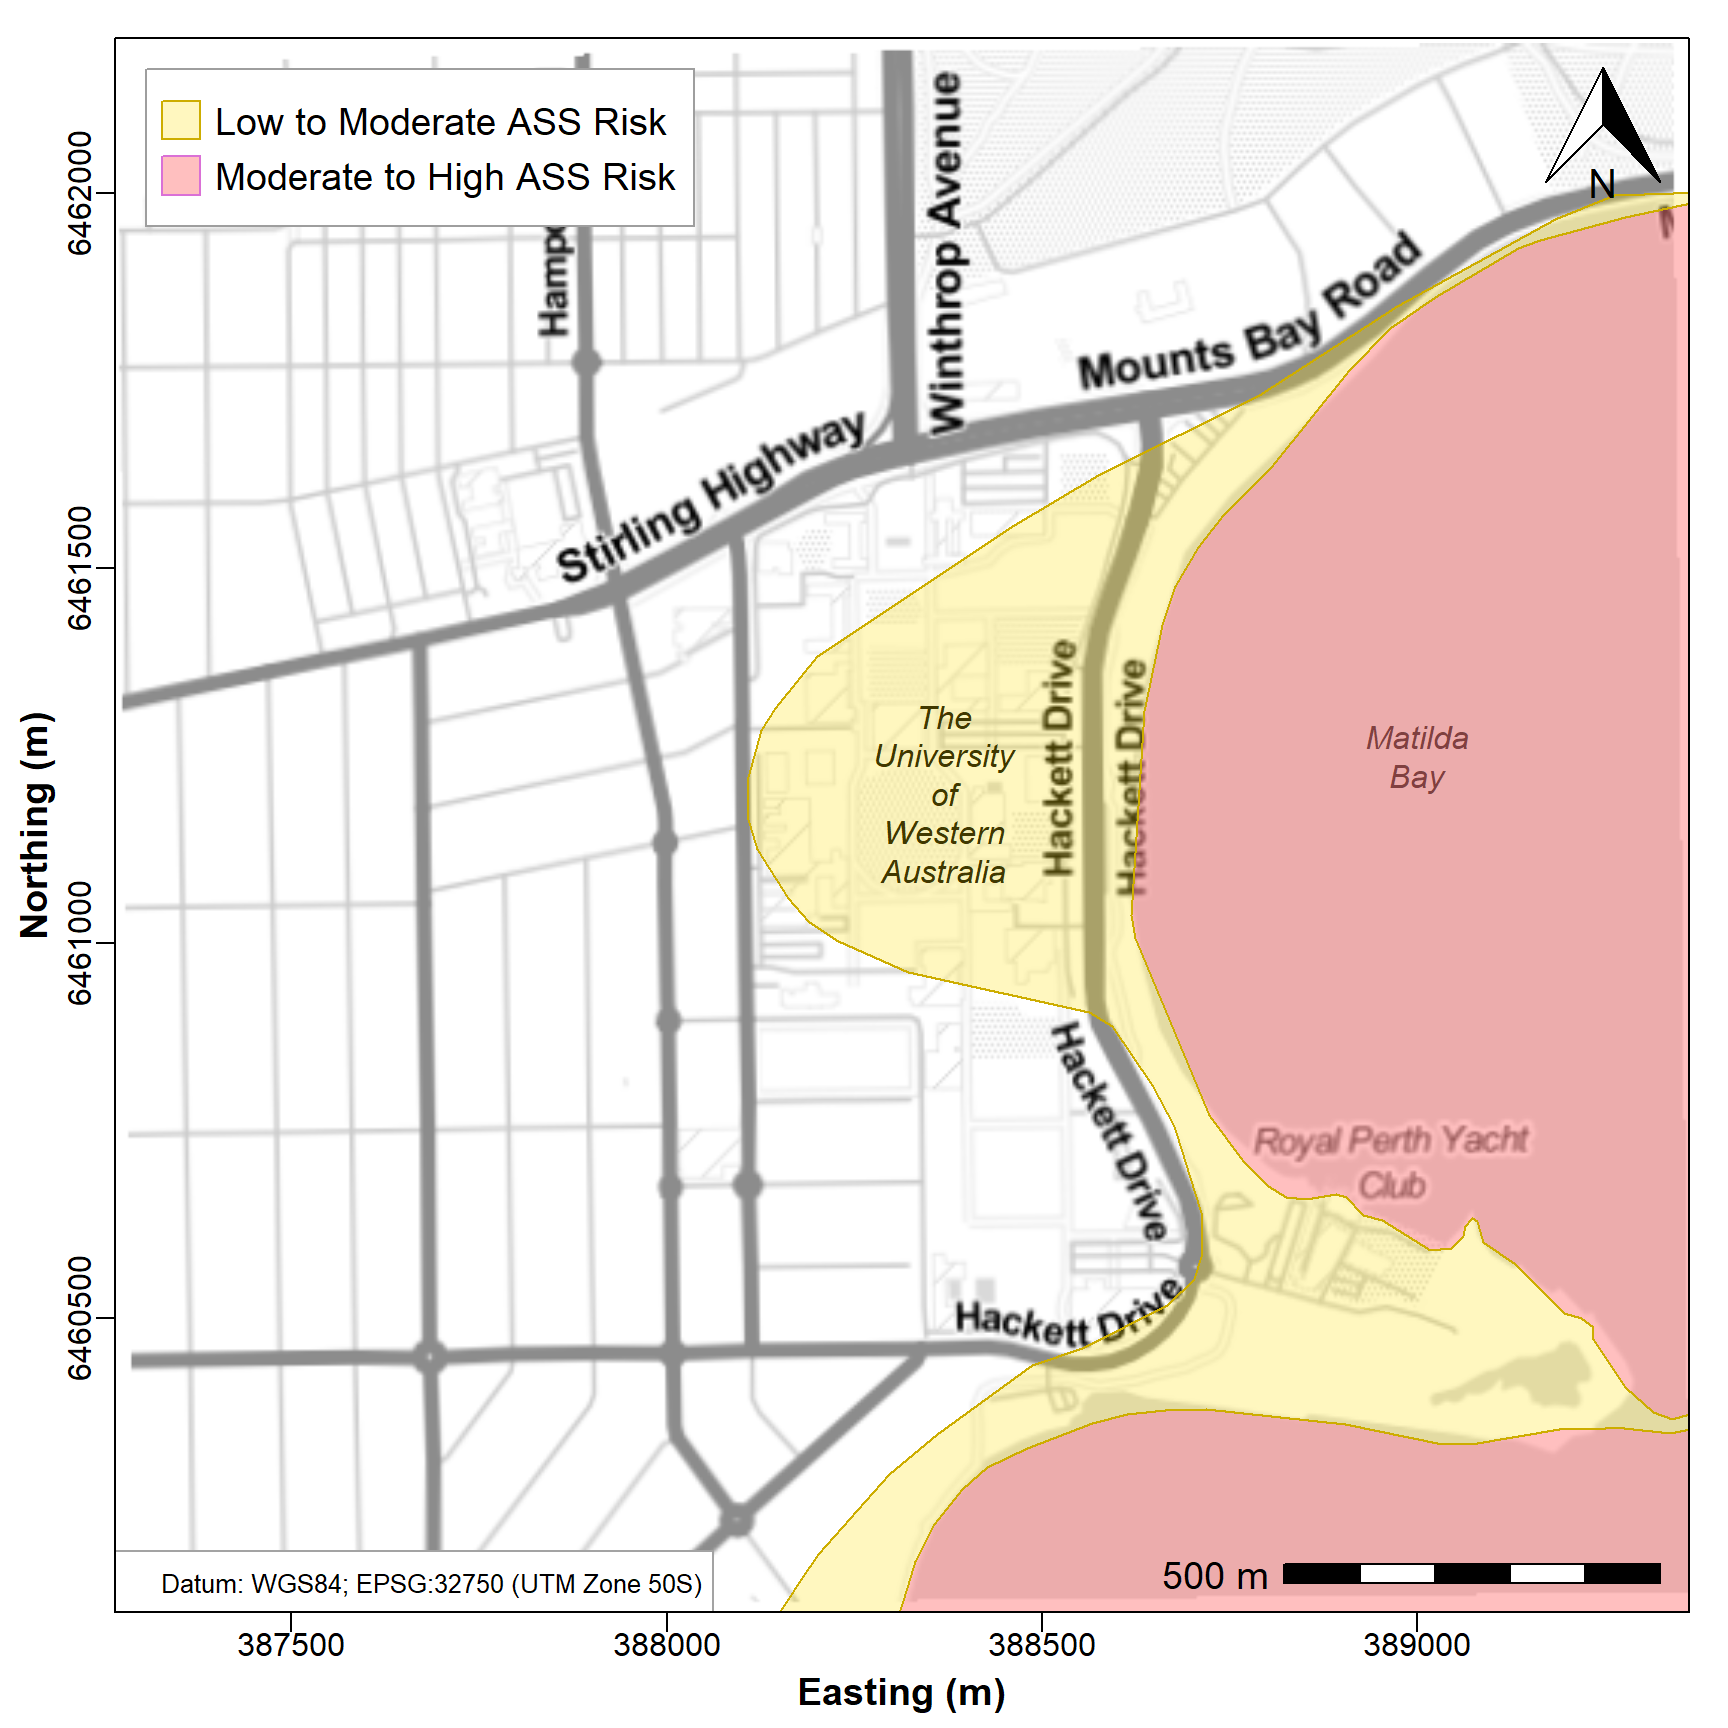 Low to Moderate ASS Risk
Moderate to High ASS Risk
N
Hampo
Winthrop Avenue
Mounts Bay Road
Stirling Highway
The
University
of
Western
Australia
Hackett Drive
Hackett Drive
Matilda
Bay
Hackett Drive
Royal Perth Yacht
Club
Hackett Drive
500 m
Datum: WGS84; EPSG:32750 (UTM Zone 50S)
6462000
6461500
6461000
6460500
Northing (m)
387500
388000
388500
389000
Easting (m)